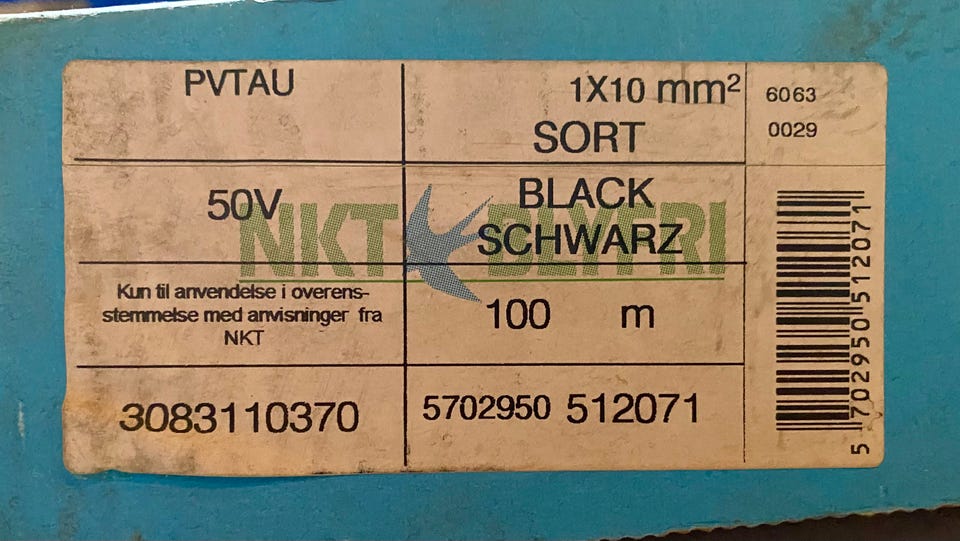 PVTAU
1X10 mm²
SORT
6063
0029
50V
BLACK
SCHWARZ
NKT BLYFRI
Kun til anvendelse i overens-
stemmelse med anvisninger fra
NKT
100 m
3083110370
5702950 512071
5 702950 512071